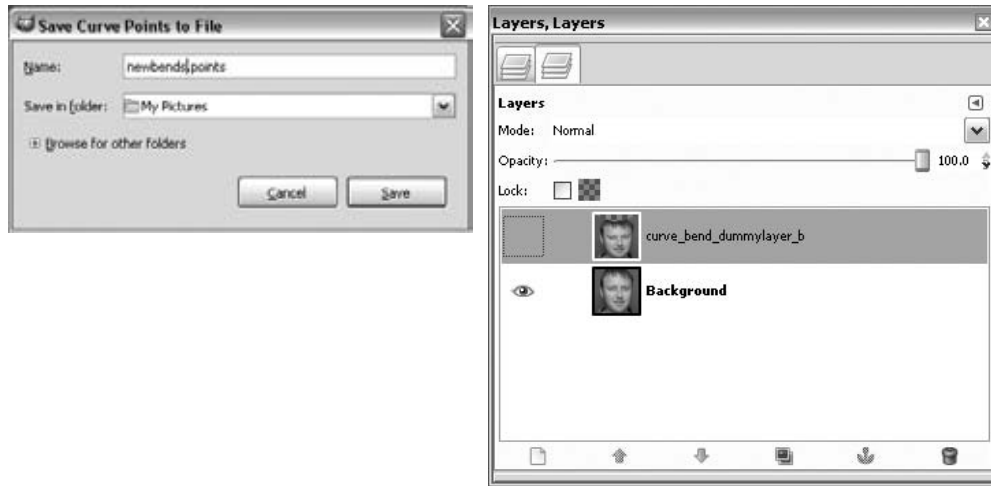 Save Curve Points to File
Name: newbends.points
Save in folder: My Pictures
Browse for other folders
Cancel Save
Layers, Layers
Layers
Mode: Normal
Opacity: 100.0
Lock:
curve_bend_dummylayer_b
Background